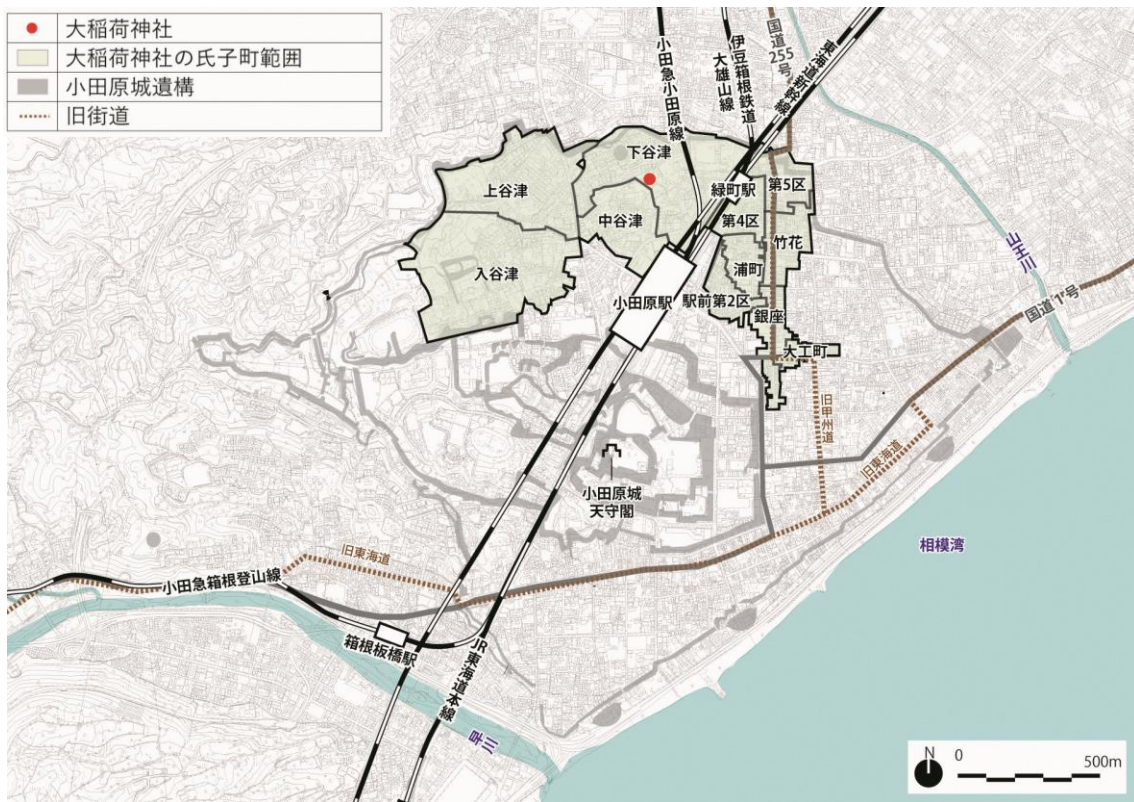 大稲荷神社
大稲荷神社の氏子町範囲
小田原城遺構
旧街道
小田急小田原線
伊豆箱根鉄道
大雄山線
国道255号
東海道新幹線
下谷津
上谷津
中谷津
入谷津
緑町駅
第5区
第4区
竹花
浦町
小田原駅
駅前第2区
銀座
大工町
山王川
国道1号
旧甲州道
旧東海道
小田原城
天守閣
相模湾
旧東海道
小田急箱根登山線
箱根板橋駅
JR東海道本線
早川
N
0
500m